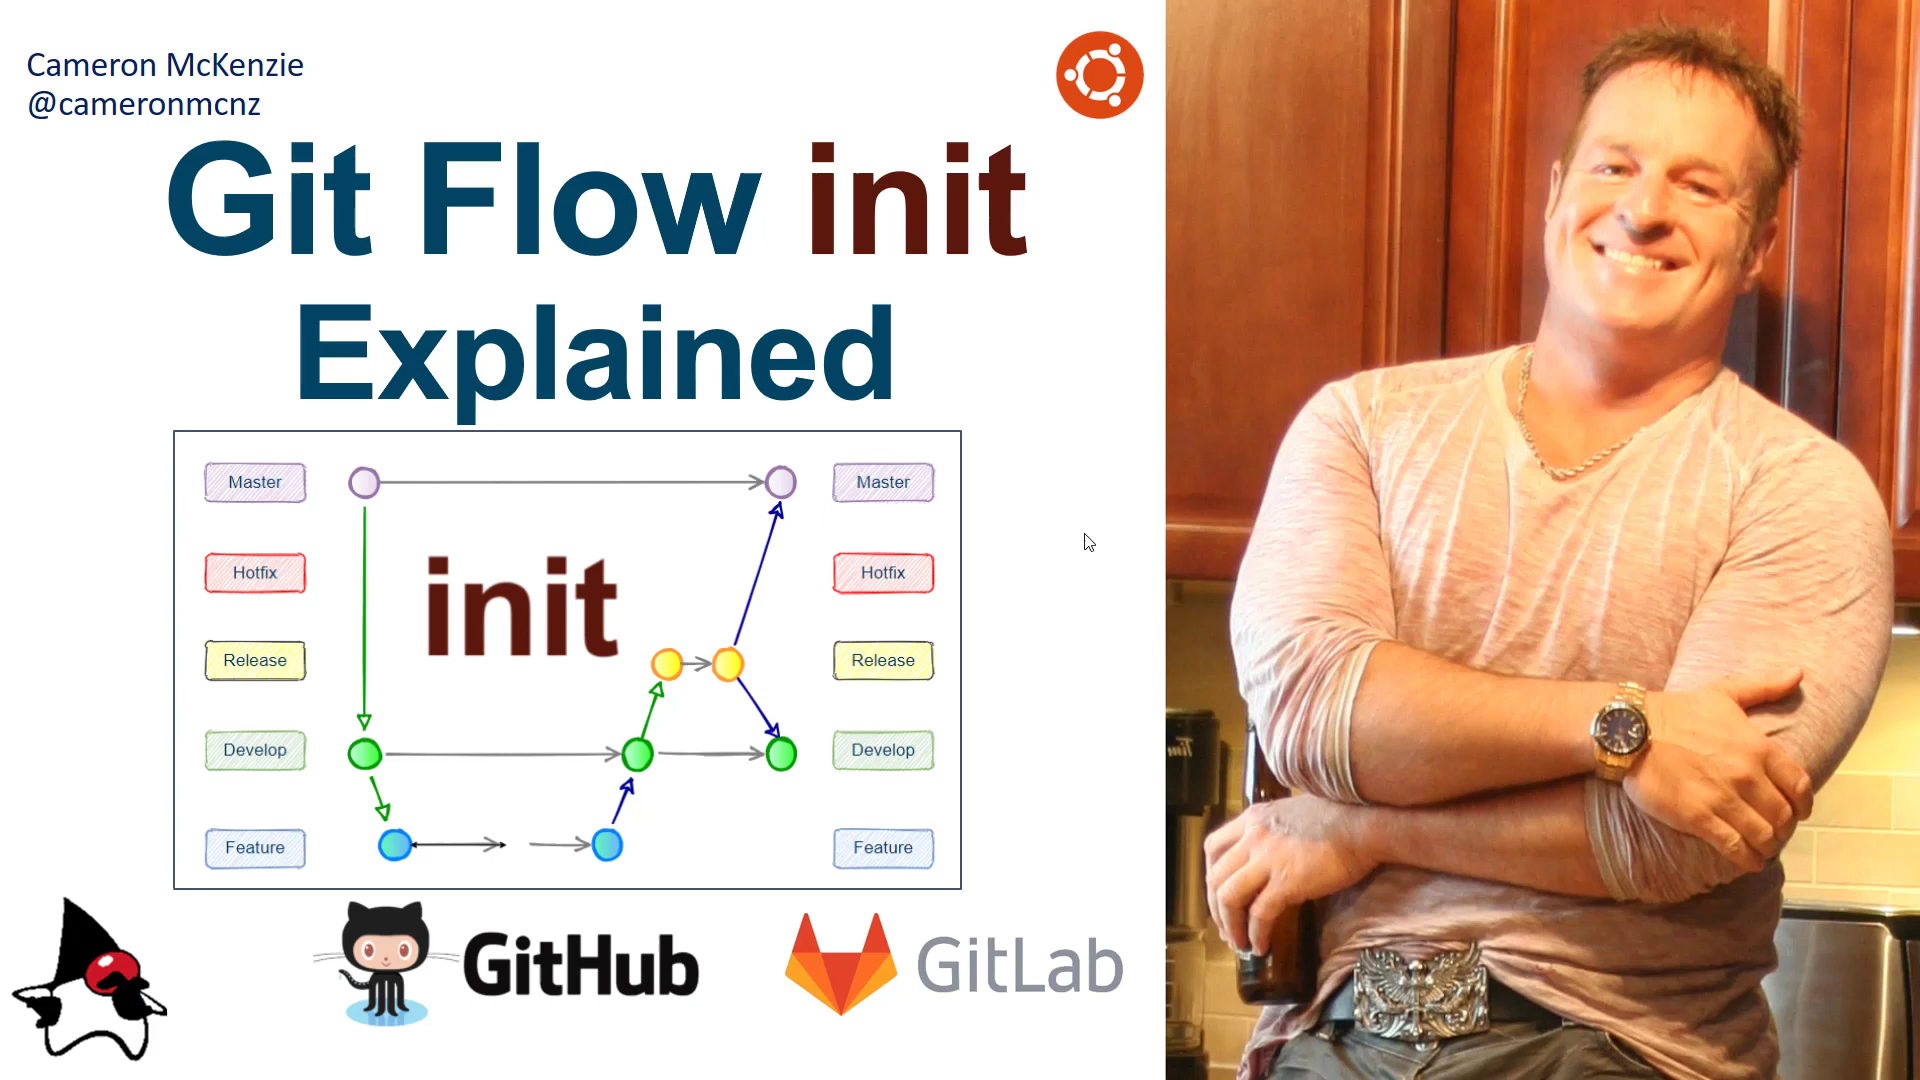 Cameron McKenzie
@cameronmcnz
Git Flow init
Explained
Master
Master
Hotfix
Hotfix
init
Release
Release
Develop
Develop
Feature
Feature
GitHub
GitLab